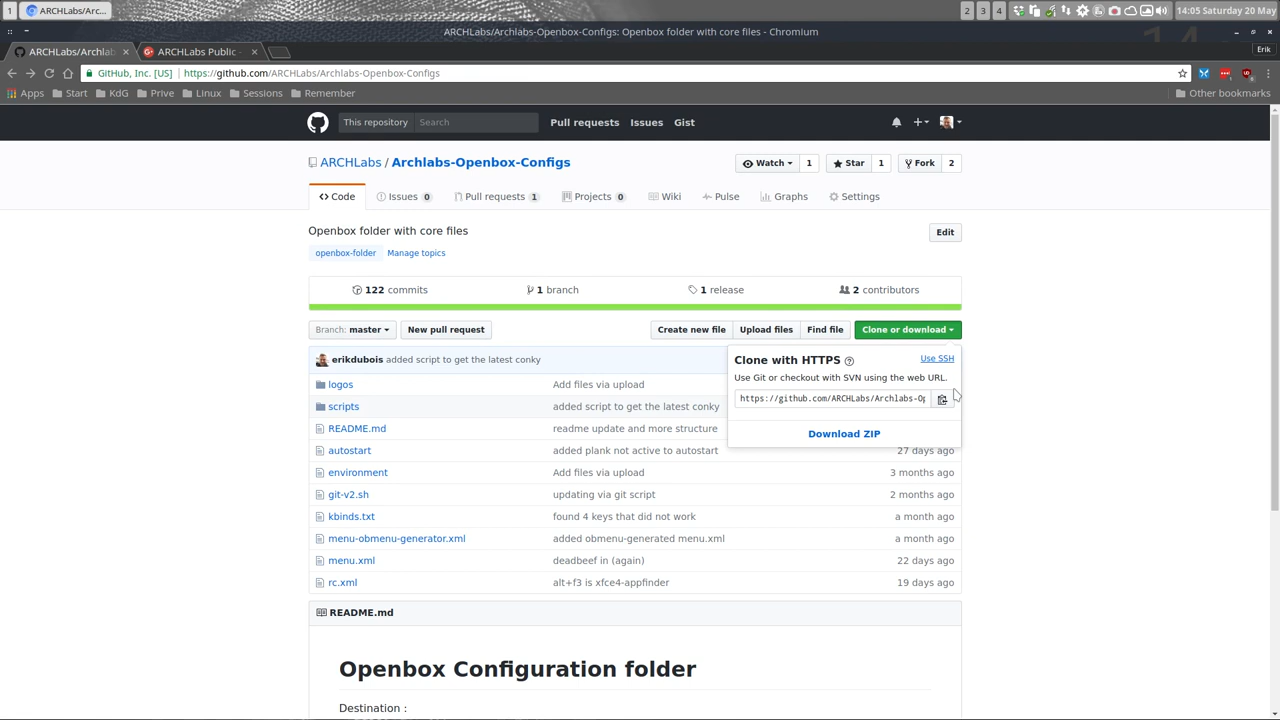 1 ARCHLabs/Arc... 2 3 4 14:05 Saturday 20 May
ARCHLabs/Archlabs-Openbox-Configs: Openbox folder with core files - Chromium
ARCHLabs/Archlab × ARCHLabs Public - × Erik
GitHub, Inc. [US] https://github.com/ARCHLabs/Archlabs-Openbox-Configs
Apps Start KdG Prive Linux Sessions Remember Other bookmarks
This repository Search Pull requests Issues Gist
ARCHLabs / Archlabs-Openbox-Configs Watch 1 Star 1 Fork 2
Code Issues 0 Pull requests 1 Projects 0 Wiki Pulse Graphs Settings
Openbox folder with core files Edit
openbox-folder Manage topics
122 commits 1 branch 1 release 2 contributors
Branch: master New pull request Create new file Upload files Find file Clone or download
erikdubois added script to get the latest conky
Clone with HTTPS Use SSH
Use Git or checkout with SVN using the web URL.
https://github.com/ARCHLabs/Archlabs-Op
Download ZIP
logos Add files via upload
scripts added script to get the latest conky
README.md readme update and more structure
autostart added plank not active to autostart 27 days ago
environment Add files via upload 3 months ago
git-v2.sh updating via git script 2 months ago
kbinds.txt found 4 keys that did not work a month ago
menu-obmenu-generator.xml added obmenu-generated menu.xml a month ago
menu.xml deadbeef in (again) 22 days ago
rc.xml alt+f3 is xfce4-appfinder 19 days ago
README.md
Openbox Configuration folder
Destination :